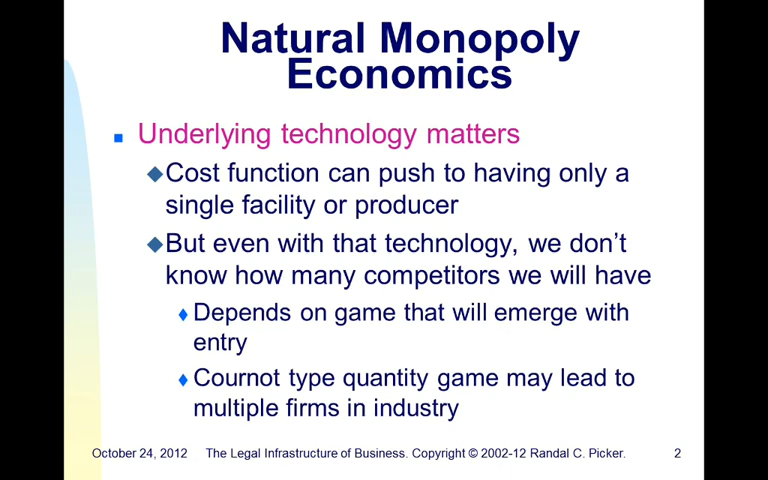 Natural Monopoly
Economics
Underlying technology matters
Cost function can push to having only a
single facility or producer
But even with that technology, we don't
know how many competitors we will have
Depends on game that will emerge with
entry
Cournot type quantity game may lead to
multiple firms in industry
October 24, 2012 The Legal Infrastructure of Business. Copyright © 2002-12 Randal C. Picker. 2